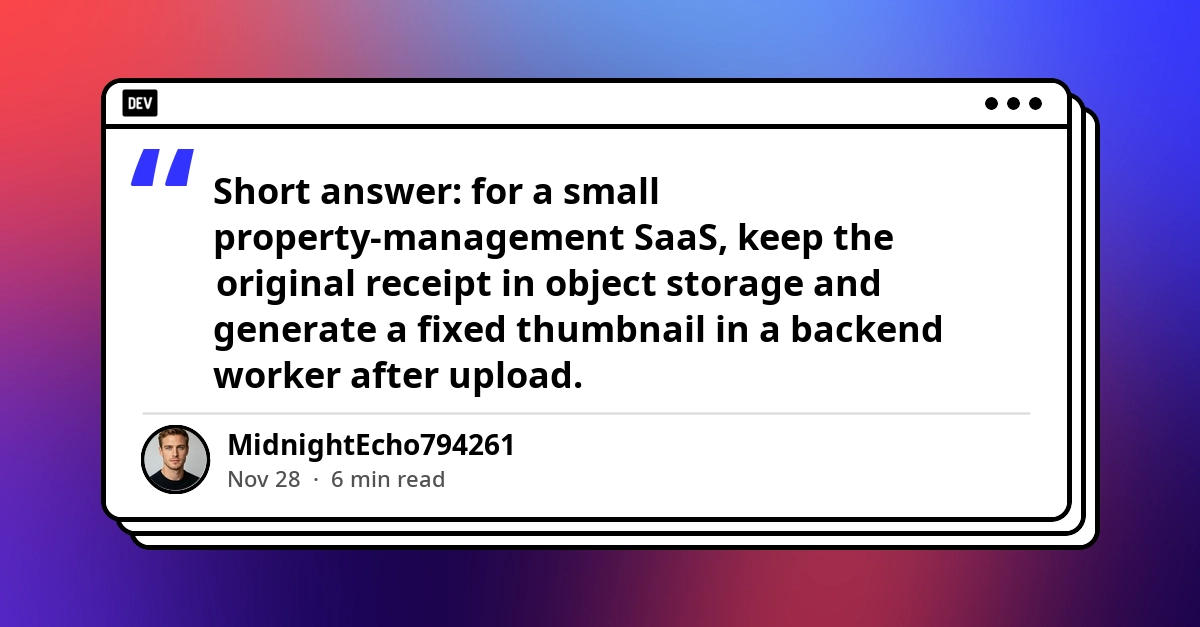 DEV
“
Short answer: for a small
property-management SaaS, keep the
original receipt in object storage and
generate a fixed thumbnail in a backend
worker after upload.
MidnightEcho794261
Nov 28 · 6 min read